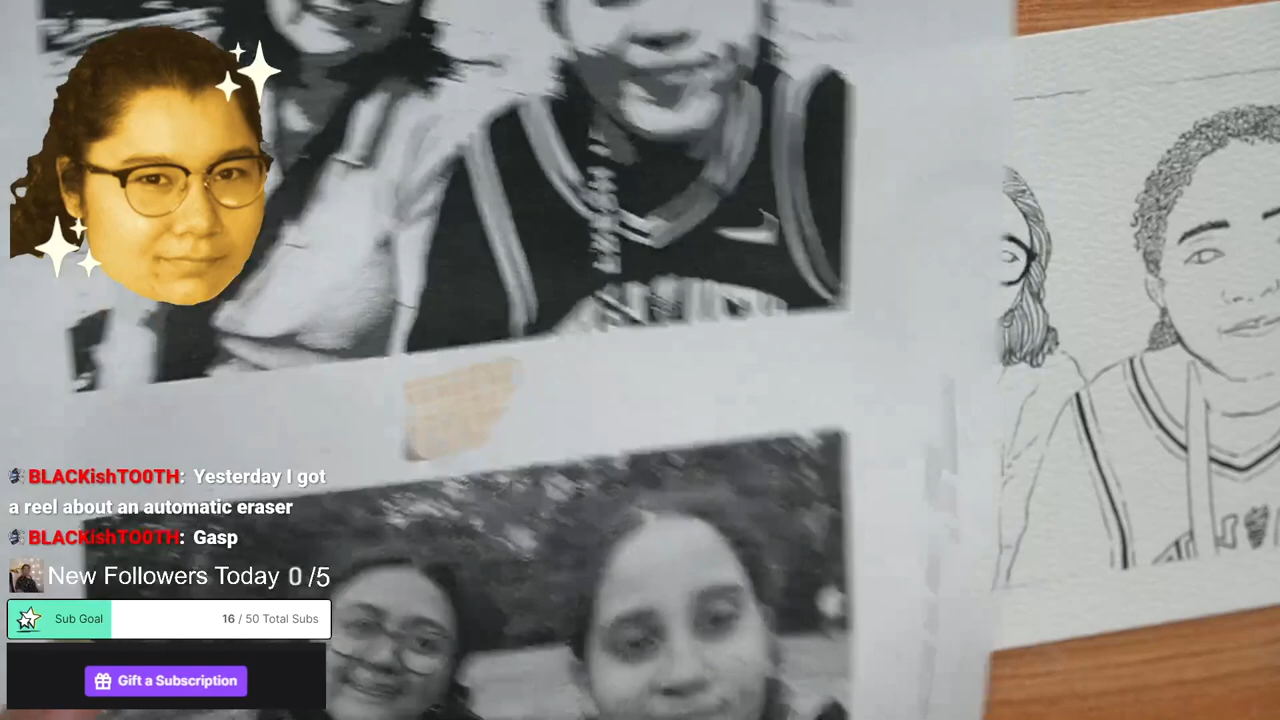 BLACKishTO0TH: Yesterday I got
a reel about an automatic eraser
BLACKishTO0TH: Gasp
New Followers Today 0 /5
Sub Goal
16 / 50 Total Subs
Gift a Subscription